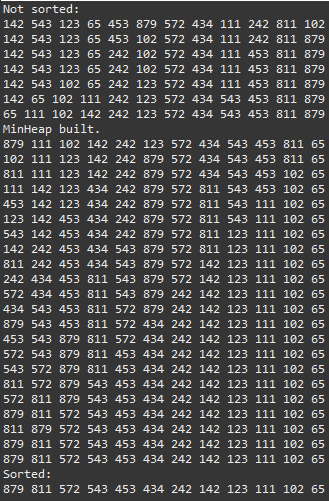 Not sorted:
142 543 123 65 453 879 572 434 111 242 811 102
142 543 123 65 453 102 572 434 111 242 811 879
142 543 123 65 242 102 572 434 111 453 811 879
142 543 123 65 242 102 572 434 111 453 811 879
142 543 102 65 242 123 572 434 111 453 811 879
142 65 102 111 242 123 572 434 543 453 811 879
65 111 102 142 242 123 572 434 543 453 811 879
MinHeap built.
879 111 102 142 242 123 572 434 543 453 811 65
102 111 123 142 242 879 572 434 543 453 811 65
811 111 123 142 242 879 572 434 543 453 102 65
111 142 123 434 242 879 572 811 543 453 102 65
453 142 123 434 242 879 572 811 543 111 102 65
123 142 453 434 242 879 572 811 543 111 102 65
543 142 453 434 242 879 572 811 123 111 102 65
142 242 453 434 543 879 572 811 123 111 102 65
811 242 453 434 543 879 572 142 123 111 102 65
242 434 453 811 543 879 572 142 123 111 102 65
572 434 453 811 543 879 242 142 123 111 102 65
434 543 453 811 572 879 242 142 123 111 102 65
879 543 453 811 572 434 242 142 123 111 102 65
453 543 879 811 572 434 242 142 123 111 102 65
572 543 879 811 453 434 242 142 123 111 102 65
543 572 879 811 453 434 242 142 123 111 102 65
811 572 879 543 453 434 242 142 123 111 102 65
572 811 879 543 453 434 242 142 123 111 102 65
879 811 572 543 453 434 242 142 123 111 102 65
811 879 572 543 453 434 242 142 123 111 102 65
879 811 572 543 453 434 242 142 123 111 102 65
879 811 572 543 453 434 242 142 123 111 102 65
Sorted:
879 811 572 543 453 434 242 142 123 111 102 65